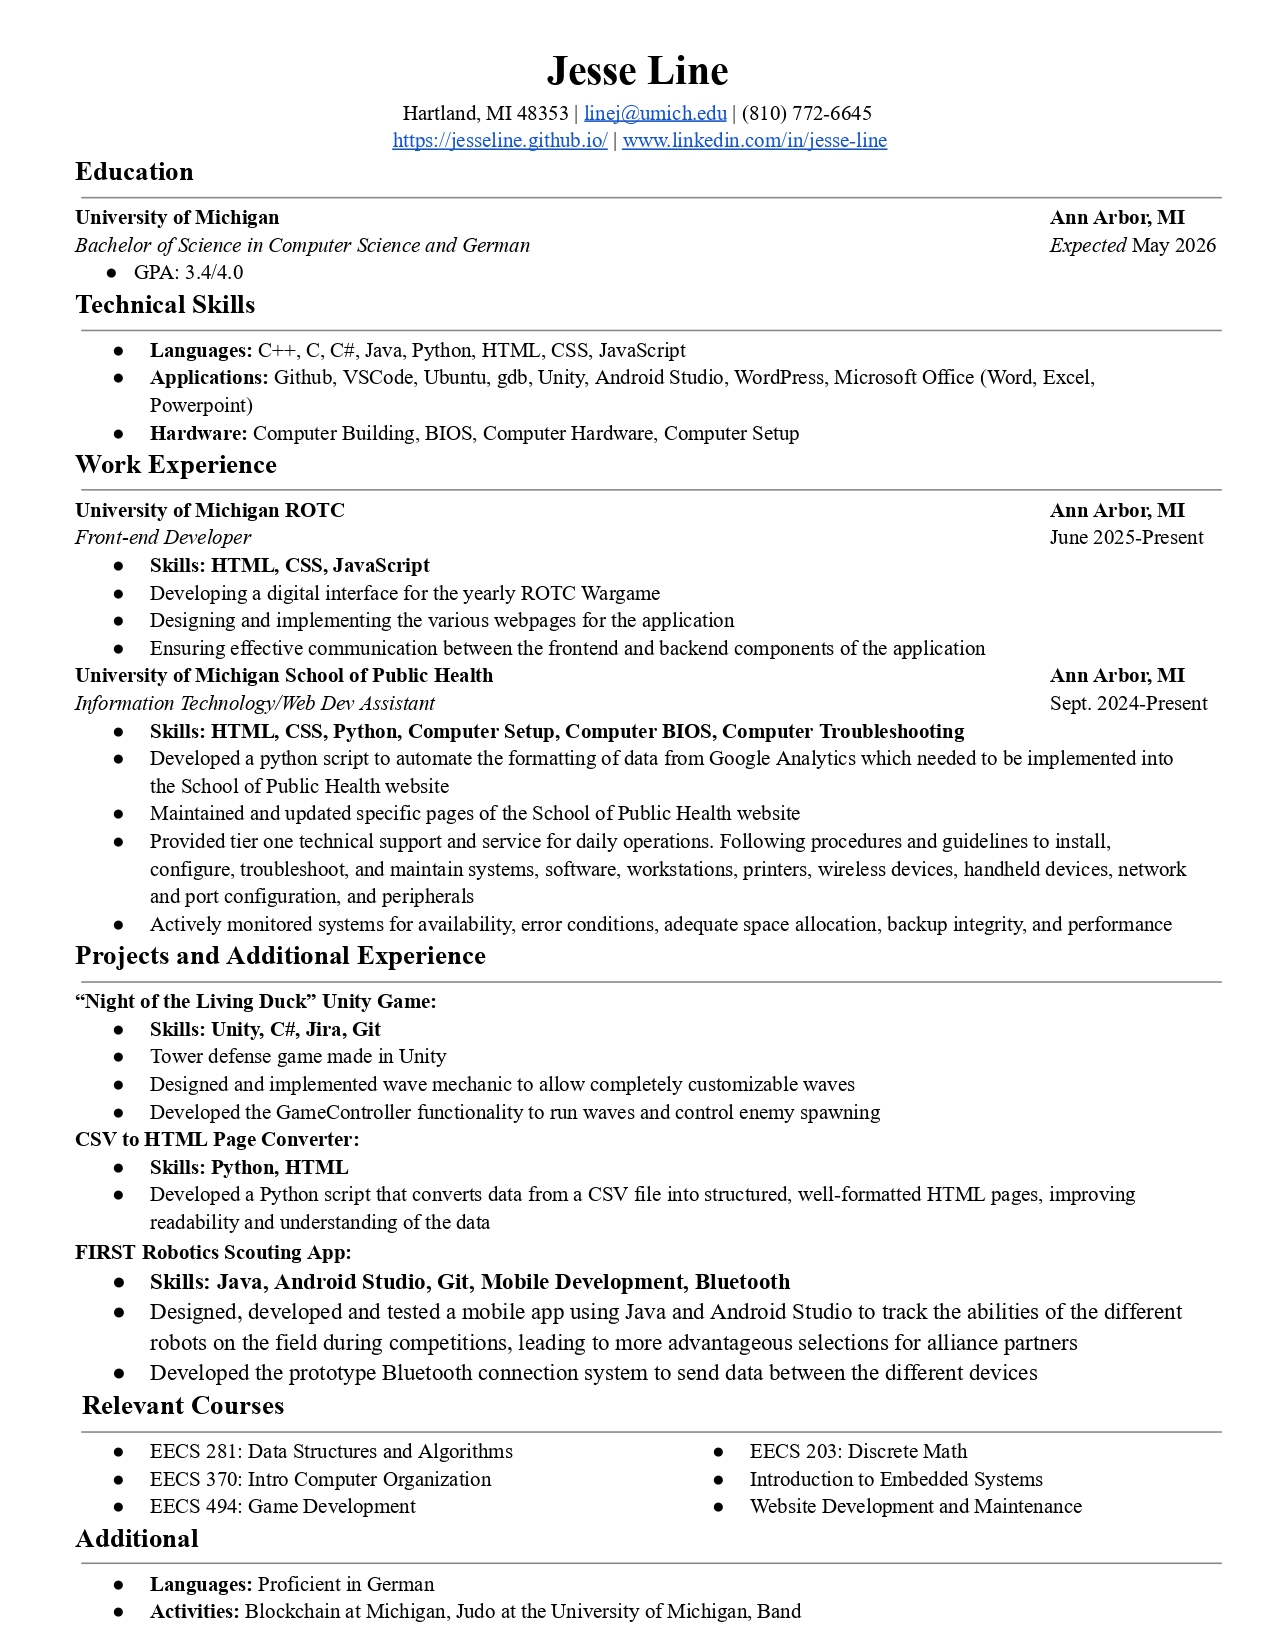 Jesse Line
Hartland, MI 48353 | linej@umich.edu | (810) 772-6645
https://jesseline.github.io/ | www.linkedin.com/in/jesse-line
Education
University of Michigan Ann Arbor, MI
Bachelor of Science in Computer Science and German Expected May 2026
● GPA: 3.4/4.0
Technical Skills
● Languages: C++, C, C#, Java, Python, HTML, CSS, JavaScript
● Applications: Github, VSCode, Ubuntu, gdb, Unity, Android Studio, WordPress, Microsoft Office (Word, Excel,
Powerpoint)
● Hardware: Computer Building, BIOS, Computer Hardware, Computer Setup
Work Experience
University of Michigan ROTC Ann Arbor, MI
Front-end Developer June 2025-Present
● Skills: HTML, CSS, JavaScript
● Developing a digital interface for the yearly ROTC Wargame
● Designing and implementing the various webpages for the application
● Ensuring effective communication between the frontend and backend components of the application
University of Michigan School of Public Health Ann Arbor, MI
Information Technology/Web Dev Assistant Sept. 2024-Present
● Skills: HTML, CSS, Python, Computer Setup, Computer BIOS, Computer Troubleshooting
● Developed a python script to automate the formatting of data from Google Analytics which needed to be implemented into
the School of Public Health website
● Maintained and updated specific pages of the School of Public Health website
● Provided tier one technical support and service for daily operations. Following procedures and guidelines to install,
configure, troubleshoot, and maintain systems, software, workstations, printers, wireless devices, handheld devices, network
and port configuration, and peripherals
● Actively monitored systems for availability, error conditions, adequate space allocation, backup integrity, and performance
Projects and Additional Experience
“Night of the Living Duck” Unity Game:
● Skills: Unity, C#, Jira, Git
● Tower defense game made in Unity
● Designed and implemented wave mechanic to allow completely customizable waves
● Developed the GameController functionality to run waves and control enemy spawning
CSV to HTML Page Converter:
● Skills: Python, HTML
● Developed a Python script that converts data from a CSV file into structured, well-formatted HTML pages, improving
readability and understanding of the data
FIRST Robotics Scouting App:
● Skills: Java, Android Studio, Git, Mobile Development, Bluetooth
● Designed, developed and tested a mobile app using Java and Android Studio to track the abilities of the different
robots on the field during competitions, leading to more advantageous selections for alliance partners
● Developed the prototype Bluetooth connection system to send data between the different devices
Relevant Courses
● EECS 281: Data Structures and Algorithms ● EECS 203: Discrete Math
● EECS 370: Intro Computer Organization ● Introduction to Embedded Systems
● EECS 494: Game Development ● Website Development and Maintenance
Additional
● Languages: Proficient in German
● Activities: Blockchain at Michigan, Judo at the University of Michigan, Band